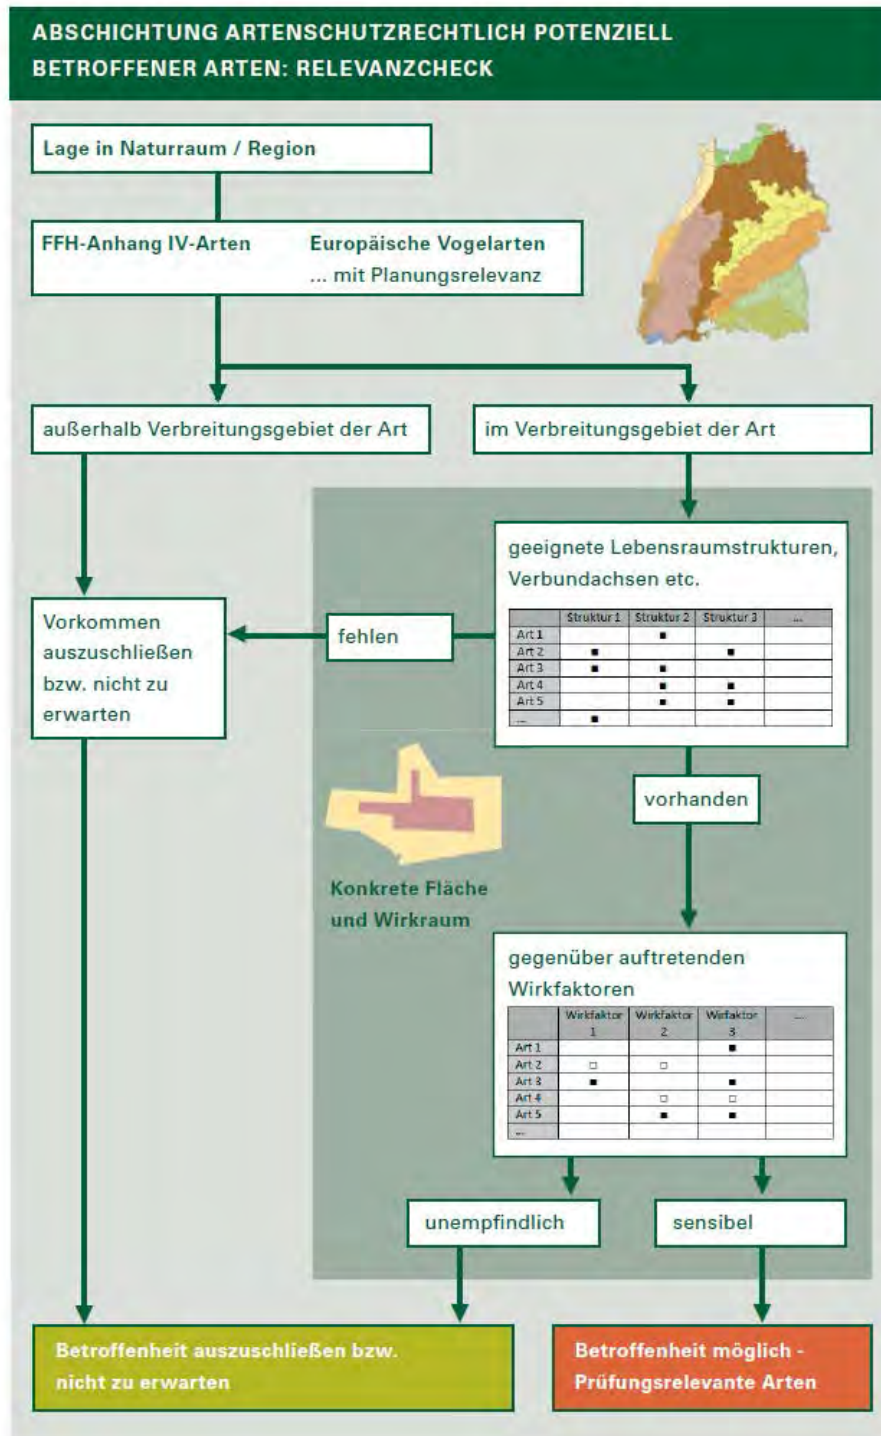 ABSCHICHTUNG ARTENSCHUTZRECHTLICH POTENZIELL
BETROFFENER ARTEN: RELEVANZCHECK
Lage in Naturraum / Region
FFH-Anhang IV-Arten
Europäische Vogelarten
... mit Planungsrelevanz
außerhalb Verbreitungsgebiet der Art
im Verbreitungsgebiet der Art
geeignete Lebensraumstrukturen,
Verbundachsen etc.
Struktur 1 Struktur 2 Struktur 3 ...
Art 1 ■
Art 2 ■ ■
Art 3 ■ ■
Art 4 ■ ■
Art 5 ■ ■
... ■
fehlen
Vorkommen
auszuschließen
bzw. nicht zu
erwarten
vorhanden
Konkrete Fläche
und Wirkraum
gegenüber auftretenden
Wirkfaktoren
Wirkfaktor Wirkfaktor Wirfaktor ...
1 2 3
Art 1 ■
Art 2 □ □
Art 3 ■ ■
Art 4 □ □
Art 5 ■ ■
...
unempfindlich
sensibel
Betroffenheit auszuschließen bzw.
nicht zu erwarten
Betroffenheit möglich -
Prüfungsrelevante Arten